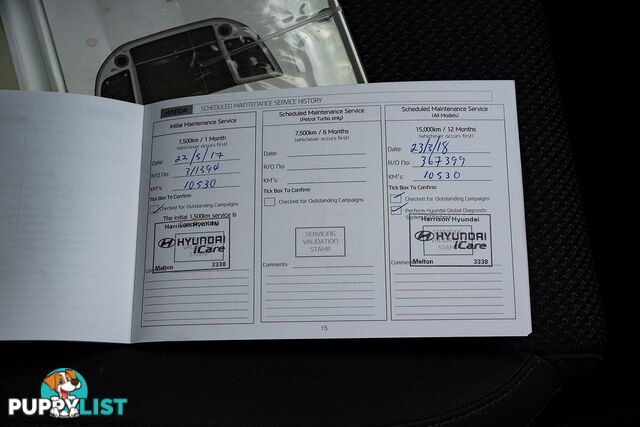 HYUNDAI SCHEDULED MAINTENANCE SERVICE HISTORY
Initial Maintenance Service
1,500km / 1 Month
(whichever occurs first)
Date: 22/5/17
R/O no: 311394
KM's: 10530
Tick Box To Confirm:
Checked for Outstanding Campaigns
The initial 1,500km service is
Harrison Hyundai
HYUNDAI
iCare
Melton 3338
Scheduled Maintenance Service
(Petrol Turbo only)
7,500km / 6 Months
(whichever occurs first)
Date:
R/O no:
KM's:
Tick Box To Confirm:
Checked for Outstanding Campaigns
SERVICING
VALIDATION
STAMP
Comments:
Scheduled Maintenance Service
(All Models)
15,000km / 12 Months
(whichever occurs first)
Date: 23/3/18
R/O no: 367399
KM's: 10530
Tick Box To Confirm:
Checked for Outstanding Campaigns
Perform Hyundai Global Diagnostic
Harrison Hyundai
HYUNDAI
iCare
Melton 3338
15
PUPPYLIST